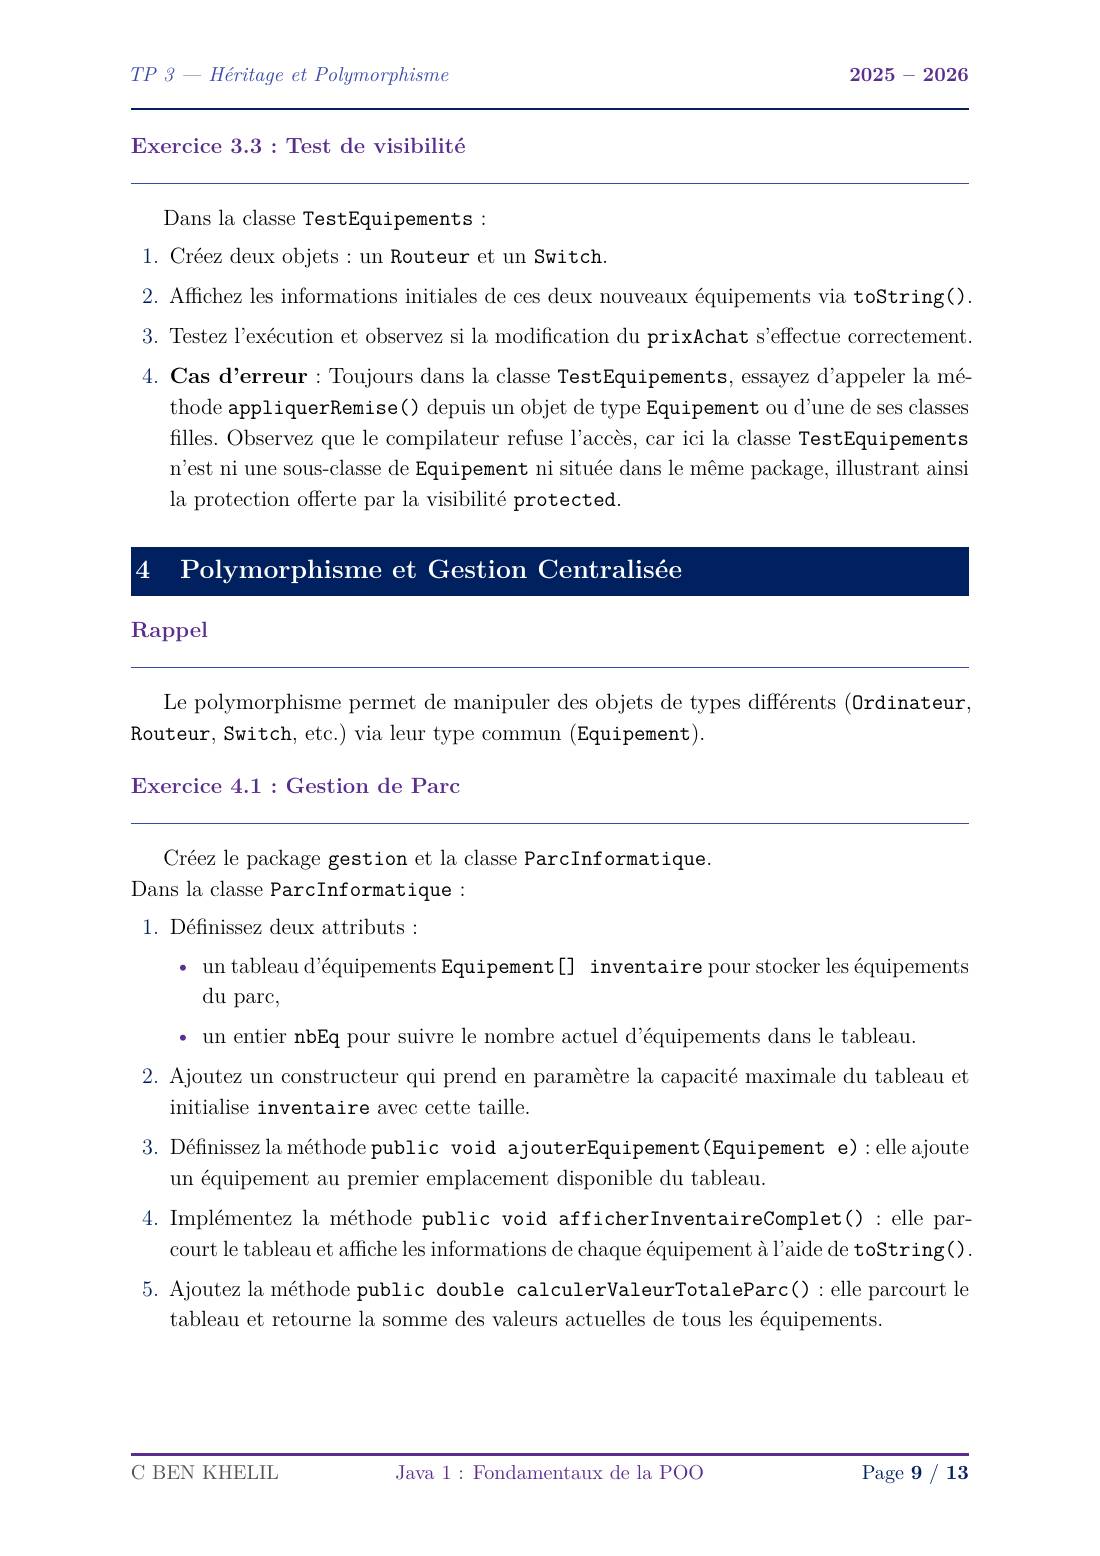 TP 3 — Héritage et Polymorphisme 2025 – 2026
Exercice 3.3 : Test de visibilité
Dans la classe TestEquipements :
1. Créez deux objets : un Routeur et un Switch.
2. Affichez les informations initiales de ces deux nouveaux équipements via toString().
3. Testez l'exécution et observez si la modification du prixAchat s'effectue correctement.
4. Cas d'erreur : Toujours dans la classe TestEquipements, essayez d'appeler la mé-
thode appliquerRemise() depuis un objet de type Equipement ou d'une de ses classes
filles. Observez que le compilateur refuse l'accès, car ici la classe TestEquipements
n'est ni une sous-classe de Equipement ni située dans le même package, illustrant ainsi
la protection offerte par la visibilité protected.
4 Polymorphisme et Gestion Centralisée
Rappel
Le polymorphisme permet de manipuler des objets de types différents (Ordinateur,
Routeur, Switch, etc.) via leur type commun (Equipement).
Exercice 4.1 : Gestion de Parc
Créez le package gestion et la classe ParcInformatique.
Dans la classe ParcInformatique :
1. Définissez deux attributs :
• un tableau d'équipements Equipement[] inventaire pour stocker les équipements
du parc,
• un entier nbEq pour suivre le nombre actuel d'équipements dans le tableau.
2. Ajoutez un constructeur qui prend en paramètre la capacité maximale du tableau et
initialise inventaire avec cette taille.
3. Définissez la méthode public void ajouterEquipement(Equipement e) : elle ajoute
un équipement au premier emplacement disponible du tableau.
4. Implémentez la méthode public void afficherInventaireComplet() : elle par-
court le tableau et affiche les informations de chaque équipement à l'aide de toString().
5. Ajoutez la méthode public double calculerValeurTotaleParc() : elle parcourt le
tableau et retourne la somme des valeurs actuelles de tous les équipements.
C BEN KHELIL Java 1 : Fondamentaux de la POO Page 9 / 13